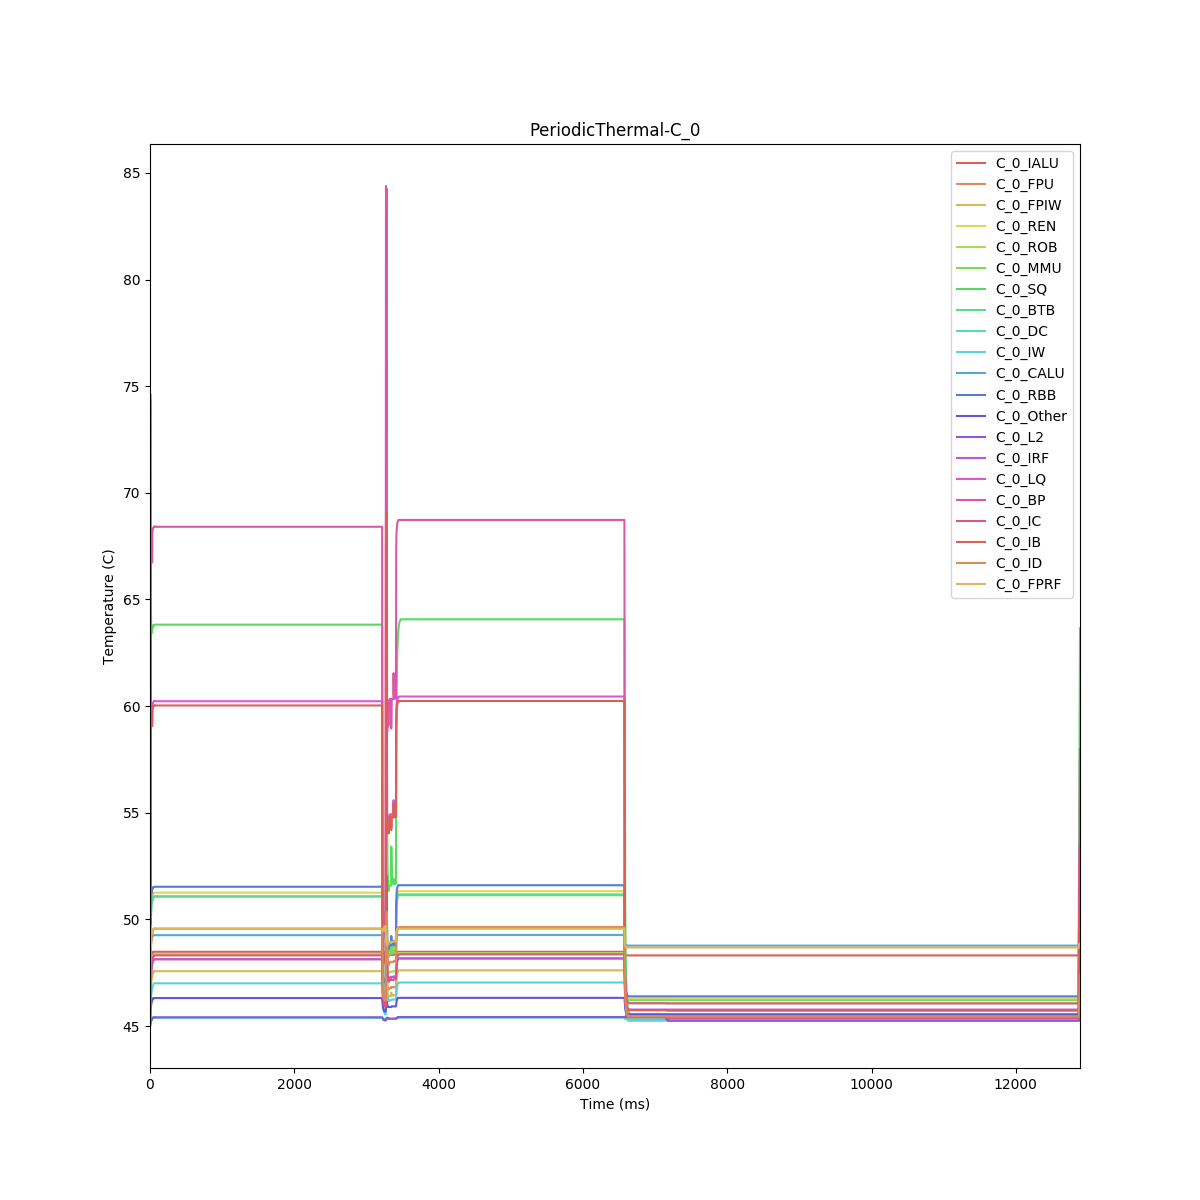 PeriodicThermal-C_0
85
80
75
70
65
60
55
50
45
Temperature (C)
0 2000 4000 6000 8000 10000 12000
Time (ms)
C_0_IALU
C_0_FPU
C_0_FPIW
C_0_REN
C_0_ROB
C_0_MMU
C_0_SQ
C_0_BTB
C_0_DC
C_0_IW
C_0_CALU
C_0_RBB
C_0_Other
C_0_L2
C_0_IRF
C_0_LQ
C_0_BP
C_0_IC
C_0_IB
C_0_ID
C_0_FPRF